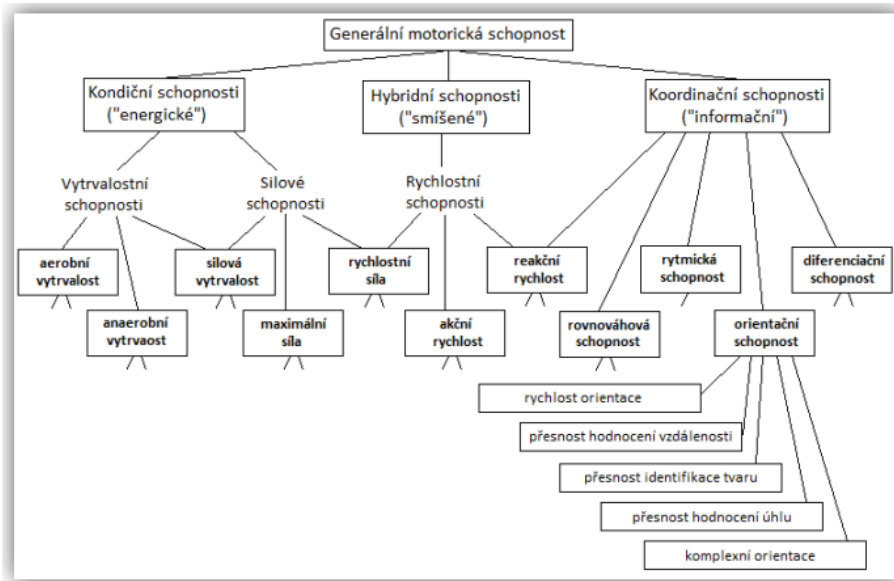 Generální motorická schopnost
Kondiční schopnosti
("energické")
Hybridní schopnosti
("smíšené")
Koordinační schopnosti
("informační")
Vytrvalostní
schopnosti
Silové
schopnosti
Rychlostní
schopnosti
aerobní
vytrvalost
silová
vytrvalost
rychlostní
síla
reakční
rychlost
rytmická
schopnost
diferenciační
schopnost
anaerobní
vytrvaost
maximální
síla
akční
rychlost
rovnováhová
schopnost
orientační
schopnost
rychlost orientace
přesnost hodnocení vzdálenosti
přesnost identifikace tvaru
přesnost hodnocení úhlu
komplexní orientace